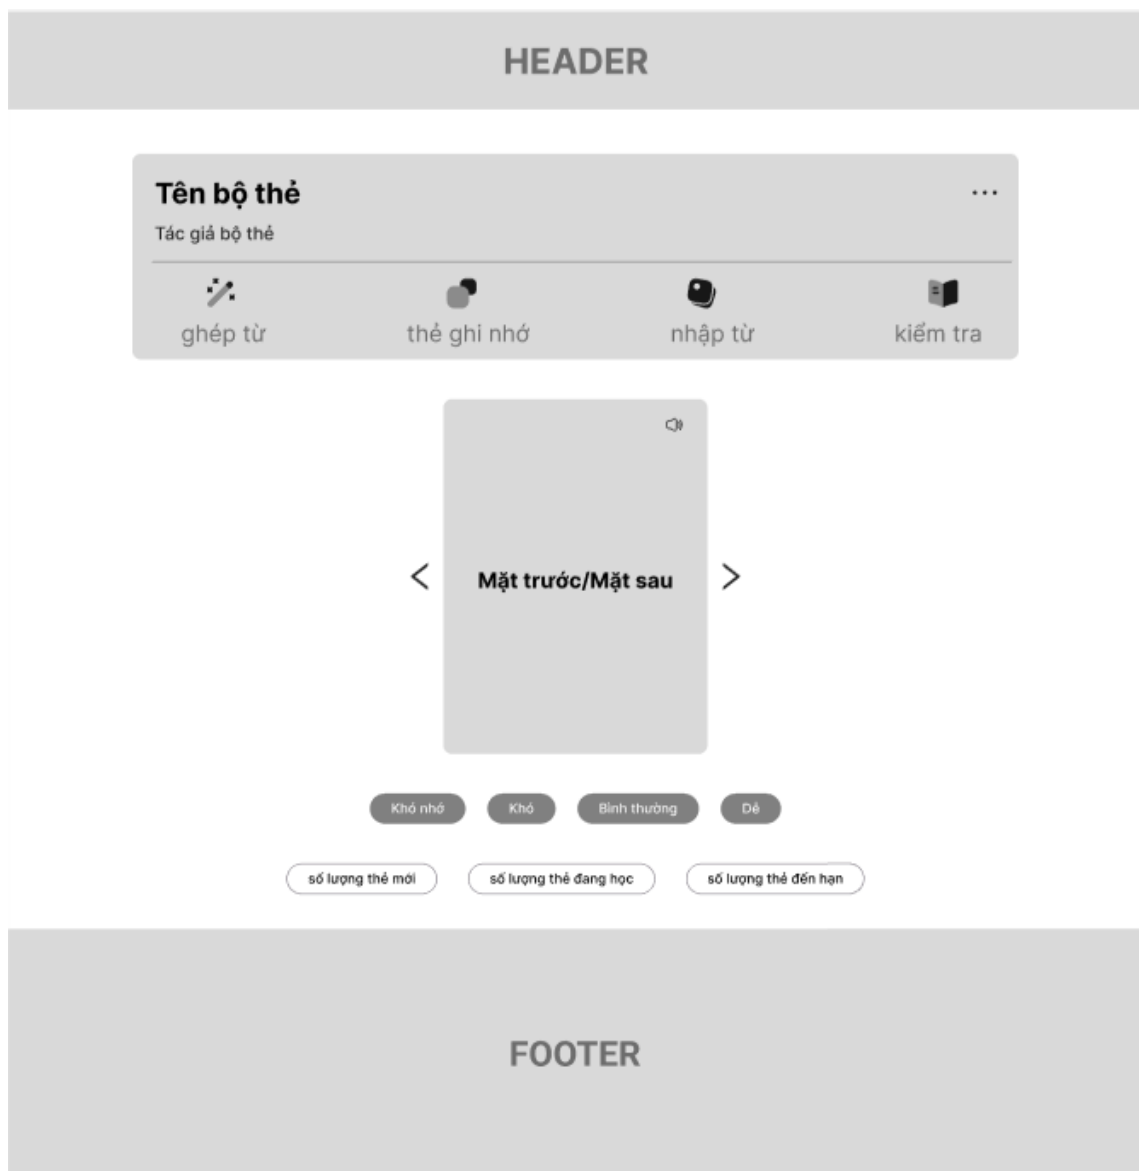 HEADER
Tên bộ thẻ
...
Tác giả bộ thẻ
ghép từ thẻ ghi nhớ nhập từ kiểm tra
< Mặt trước/Mặt sau >
Khó nhớ Khó Bình thường Dễ
số lượng thẻ mới số lượng thẻ đang học số lượng thẻ đến hạn
FOOTER